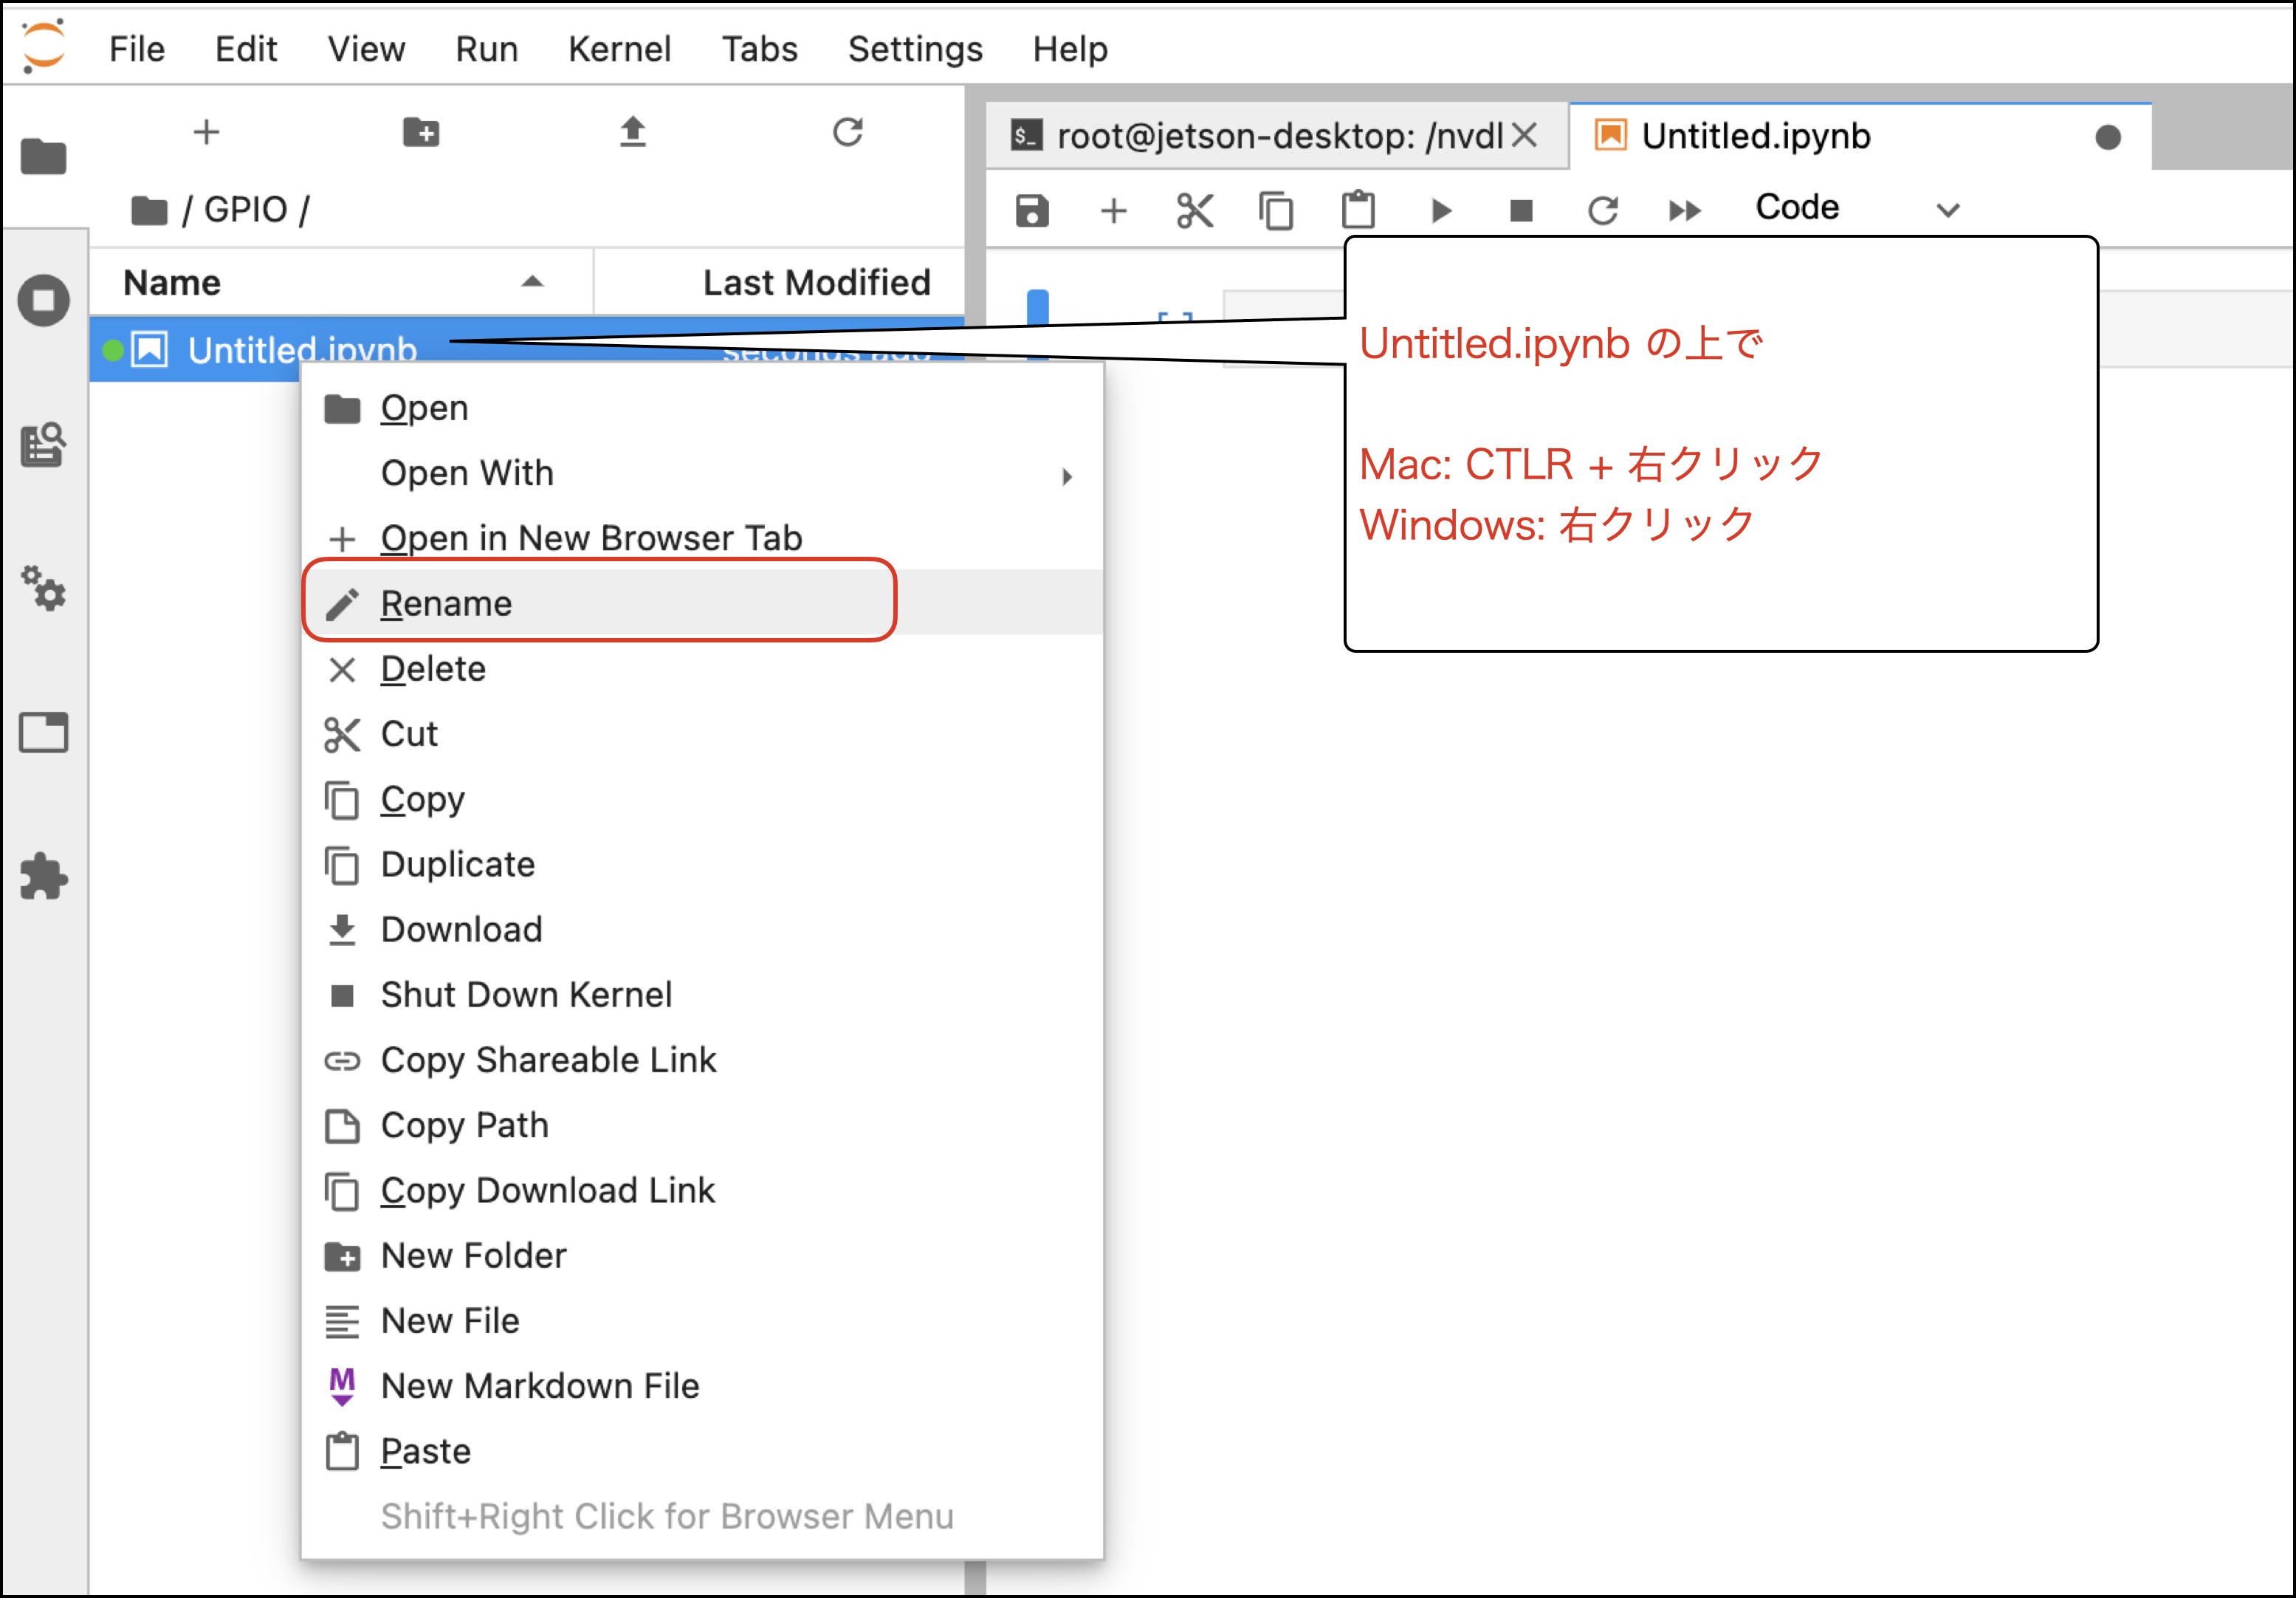 File Edit View Run Kernel Tabs Settings Help
root@jetson-desktop: /nvdl
Untitled.ipynb
/ GPIO /
Code
Name
Last Modified
Untitled.ipynb
seconds ago
Untitled.ipynb の上で
Mac: CTLR + 右クリック
Windows: 右クリック
Open
Open With
Open in New Browser Tab
Rename
Delete
Cut
Copy
Duplicate
Download
Shut Down Kernel
Copy Shareable Link
Copy Path
Copy Download Link
New Folder
New File
New Markdown File
Paste
Shift+Right Click for Browser Menu